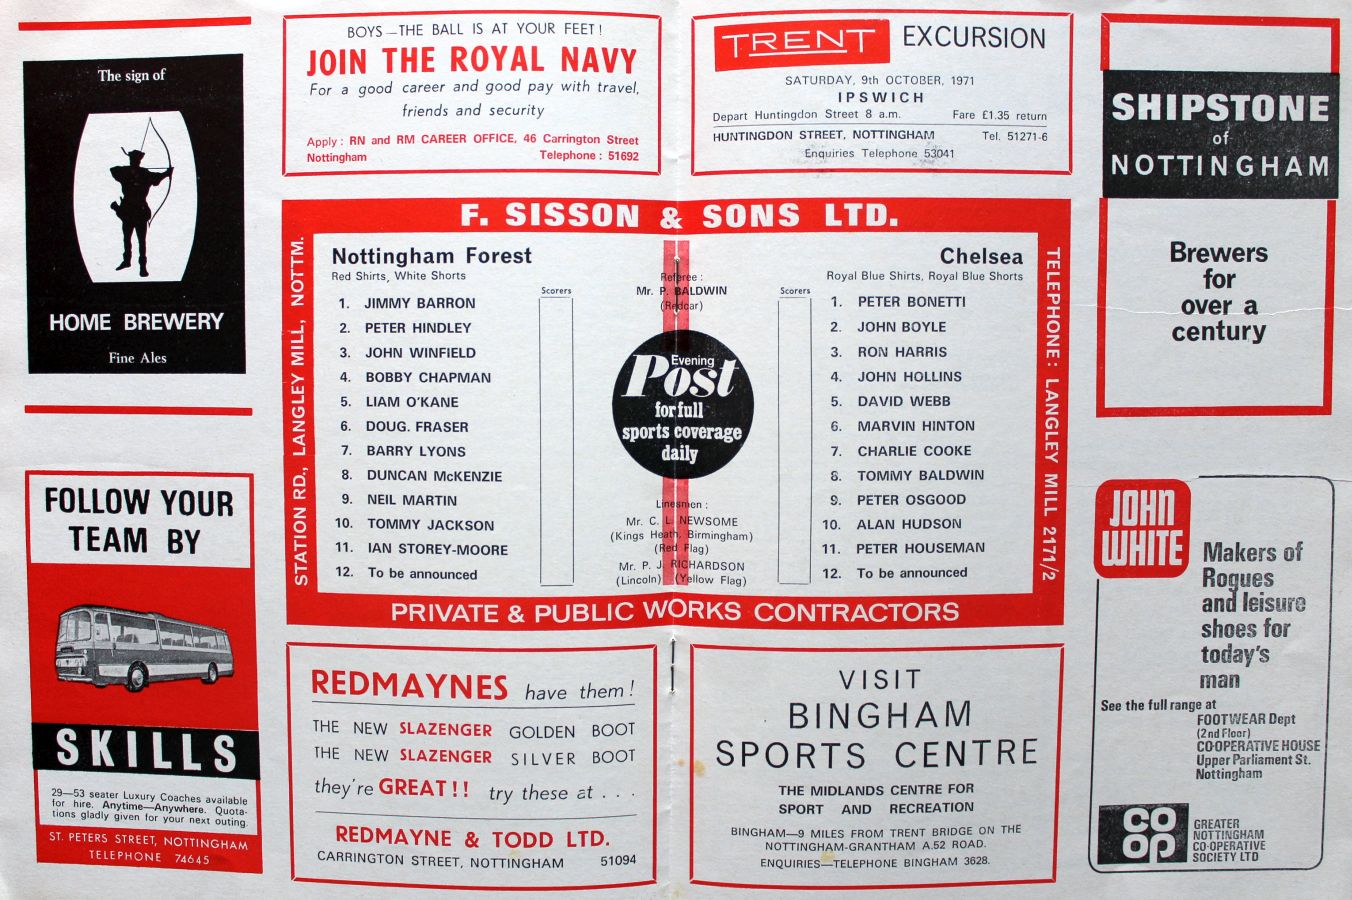 The sign of
HOME BREWERY
Fine Ales
FOLLOW YOUR
TEAM BY
SKILLS
29—53 seater Luxury Coaches available
for hire. Anytime—Anywhere. Quota-
tions gladly given for your next outing.
ST. PETERS STREET, NOTTINGHAM
TELEPHONE 74645
BOYS—THE BALL IS AT YOUR FEET!
JOIN THE ROYAL NAVY
For a good career and good pay with travel,
friends and security
Apply: RN and RM CAREER OFFICE, 46 Carrington Street
Nottingham Telephone: 51692
TRENT EXCURSION
SATURDAY, 9th OCTOBER, 1971
IPSWICH
Depart Huntingdon Street 8 a.m. Fare £1.35 return
HUNTINGDON STREET, NOTTINGHAM Tel. 51271-6
Enquiries Telephone 53041
F. SISSON & SONS LTD.
STATION RD., LANGLEY MILL, NOTTM.
Nottingham Forest
Red Shirts, White Shorts
Scorers
1. JIMMY BARRON
2. PETER HINDLEY
3. JOHN WINFIELD
4. BOBBY CHAPMAN
5. LIAM O'KANE
6. DOUG. FRASER
7. BARRY LYONS
8. DUNCAN McKENZIE
9. NEIL MARTIN
10. TOMMY JACKSON
11. IAN STOREY-MOORE
12. To be announced
Referee:
Mr. P. BALDWIN
(Redcar)
Evening
Post
for full
sports coverage
daily
Linesmen:
Mr. C. L. NEWSOME
(Kings Heath, Birmingham)
(Red Flag)
Mr. P. J. RICHARDSON
(Lincoln) (Yellow Flag)
Chelsea
Royal Blue Shirts, Royal Blue Shorts
Scorers
1. PETER BONETTI
2. JOHN BOYLE
3. RON HARRIS
4. JOHN HOLLINS
5. DAVID WEBB
6. MARVIN HINTON
7. CHARLIE COOKE
8. TOMMY BALDWIN
9. PETER OSGOOD
10. ALAN HUDSON
11. PETER HOUSEMAN
12. To be announced
TELEPHONE: LANGLEY MILL 2171/2
PRIVATE & PUBLIC WORKS CONTRACTORS
REDMAYNES have them!
THE NEW SLAZENGER GOLDEN BOOT
THE NEW SLAZENGER SILVER BOOT
they're GREAT!! try these at . . .
REDMAYNE & TODD LTD.
CARRINGTON STREET, NOTTINGHAM 51094
VISIT
BINGHAM
SPORTS CENTRE
THE MIDLANDS CENTRE FOR
SPORT AND RECREATION
BINGHAM—9 MILES FROM TRENT BRIDGE ON THE
NOTTINGHAM-GRANTHAM A.52 ROAD.
ENQUIRIES—TELEPHONE BINGHAM 3628.
SHIPSTONE
of
NOTTINGHAM
Brewers
for
over a
century
JOHN
WHITE
Makers of
Rogues
and leisure
shoes for
today's
man
See the full range at
FOOTWEAR Dept
(2nd Floor)
CO-OPERATIVE HOUSE
Upper Parliament St.
Nottingham
CO
OP
GREATER
NOTTINGHAM
CO-OPERATIVE
SOCIETY LTD